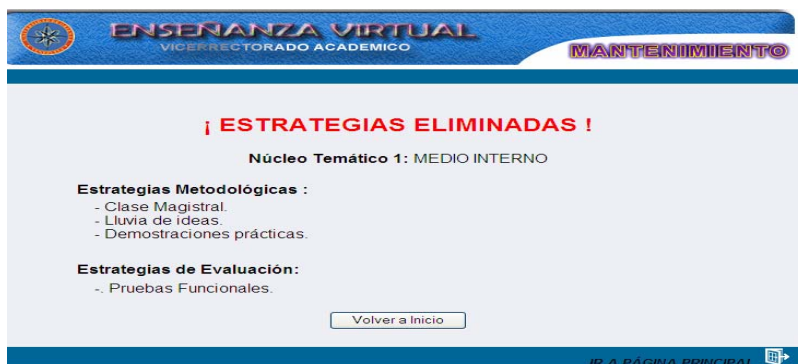 ENSEÑANZA VIRTUAL
VICERRECTORADO ACADEMICO
MANTENIMIENTO
¡ ESTRATEGIAS ELIMINADAS !
Núcleo Temático 1: MEDIO INTERNO
Estrategias Metodológicas :
- Clase Magistral.
- Lluvia de ideas.
- Demostraciones prácticas.
Estrategias de Evaluación:
-. Pruebas Funcionales.
Volver a Inicio
IR A PÁGINA PRINCIPAL